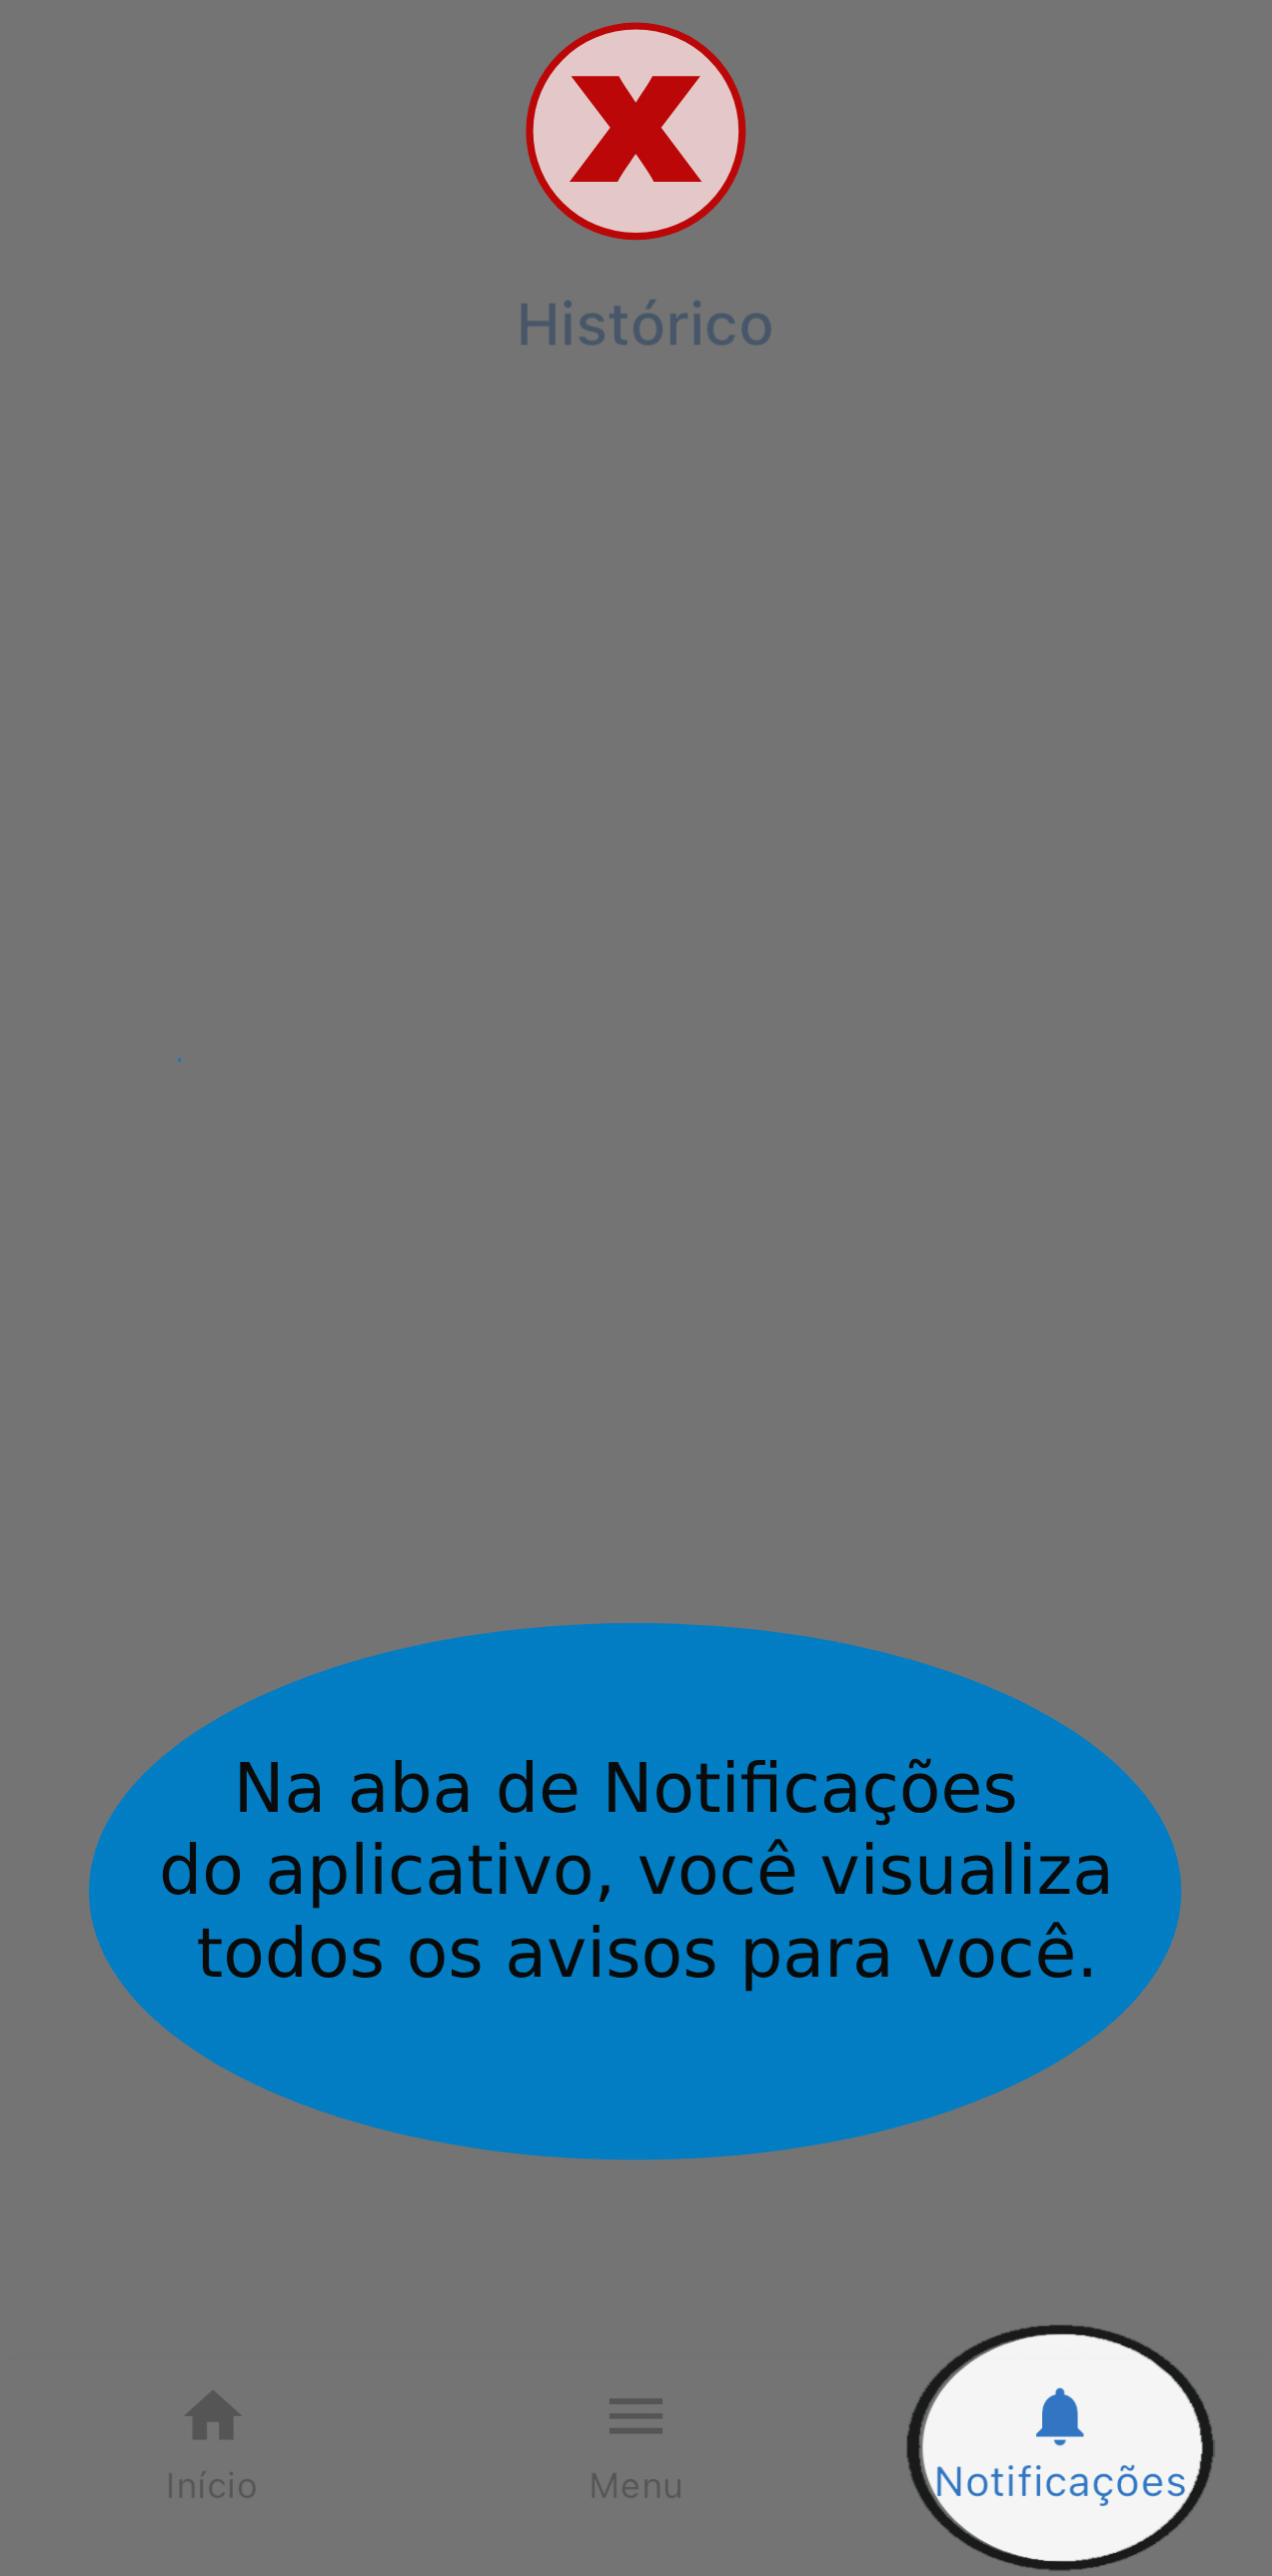 X
Histórico
Na aba de Notificações
do aplicativo, você visualiza
todos os avisos para você.
Início
Menu
Notificações